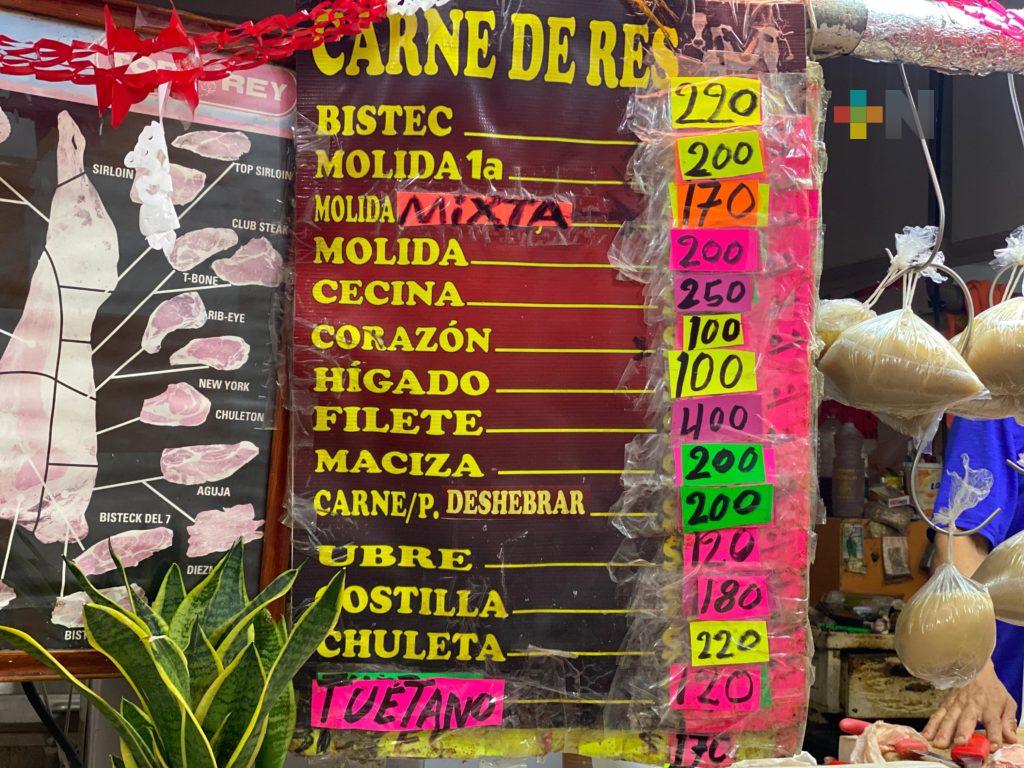 REY
SIRLOIN
TOP SIRLOIN
CLUB STEAK
T-BONE
RIB-EYE
NEW YORK
CHULETON
AGUJA
BISTECK DEL 7
CARNE DE RES
BISTEC 220
MOLIDA 1a 200
MOLIDA MIXTA 170
MOLIDA 200
CECINA 250
CORAZÓN 100
HÍGADO 100
FILETE 400
MACIZA 200
CARNE/P. DESHEBRAR 200
UBRE $ 120
COSTILLA $ 180
CHULETA $ 220
TUETANO 120
170
N